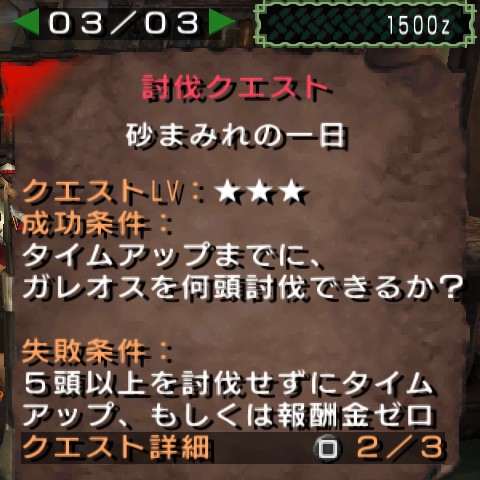 03/03
1500z
討伐クエスト
砂まみれの一日
クエストLV:★★★
成功条件:
タイムアップまでに、
ガレオスを何頭討伐できるか?
失敗条件:
5頭以上を討伐せずにタイム
アップ、もしくは報酬金ゼロ
クエスト詳細 □ 2/3